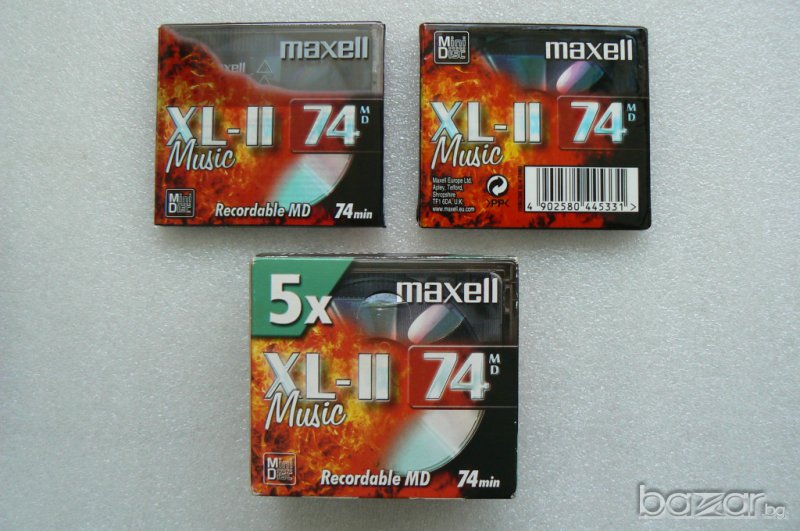 maxell
maxell
XL-II 74 MD
Music
Mini Disc
Recordable MD 74min
Mini Disc
maxell
XL-II 74 MD
Music
Maxell Europe Ltd.
Apley, Telford,
Shropshire
TF1 6DA. U.K.
www.maxell.eu.com
PP
4 902580 445331 >
5x
maxell
XL-II 74 MD
Music
Mini Disc
Recordable MD 74min
bazar.bg